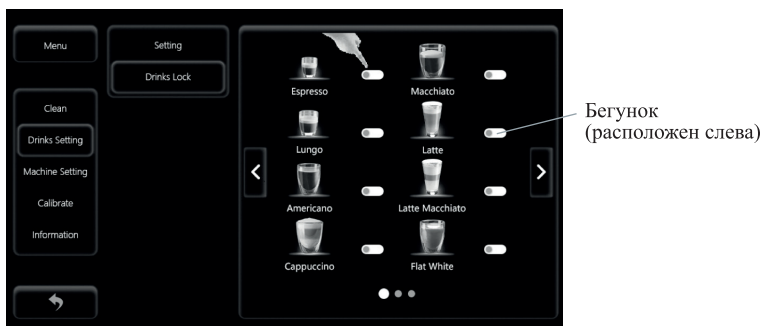 Menu
Clean
Drinks Setting
Machine Setting
Calibrate
Information
Setting
Drinks Lock
Espresso
Macchiato
Lungo
Latte
Americano
Latte Macchiato
Cappuccino
Flat White
Бегунок
(расположен слева)